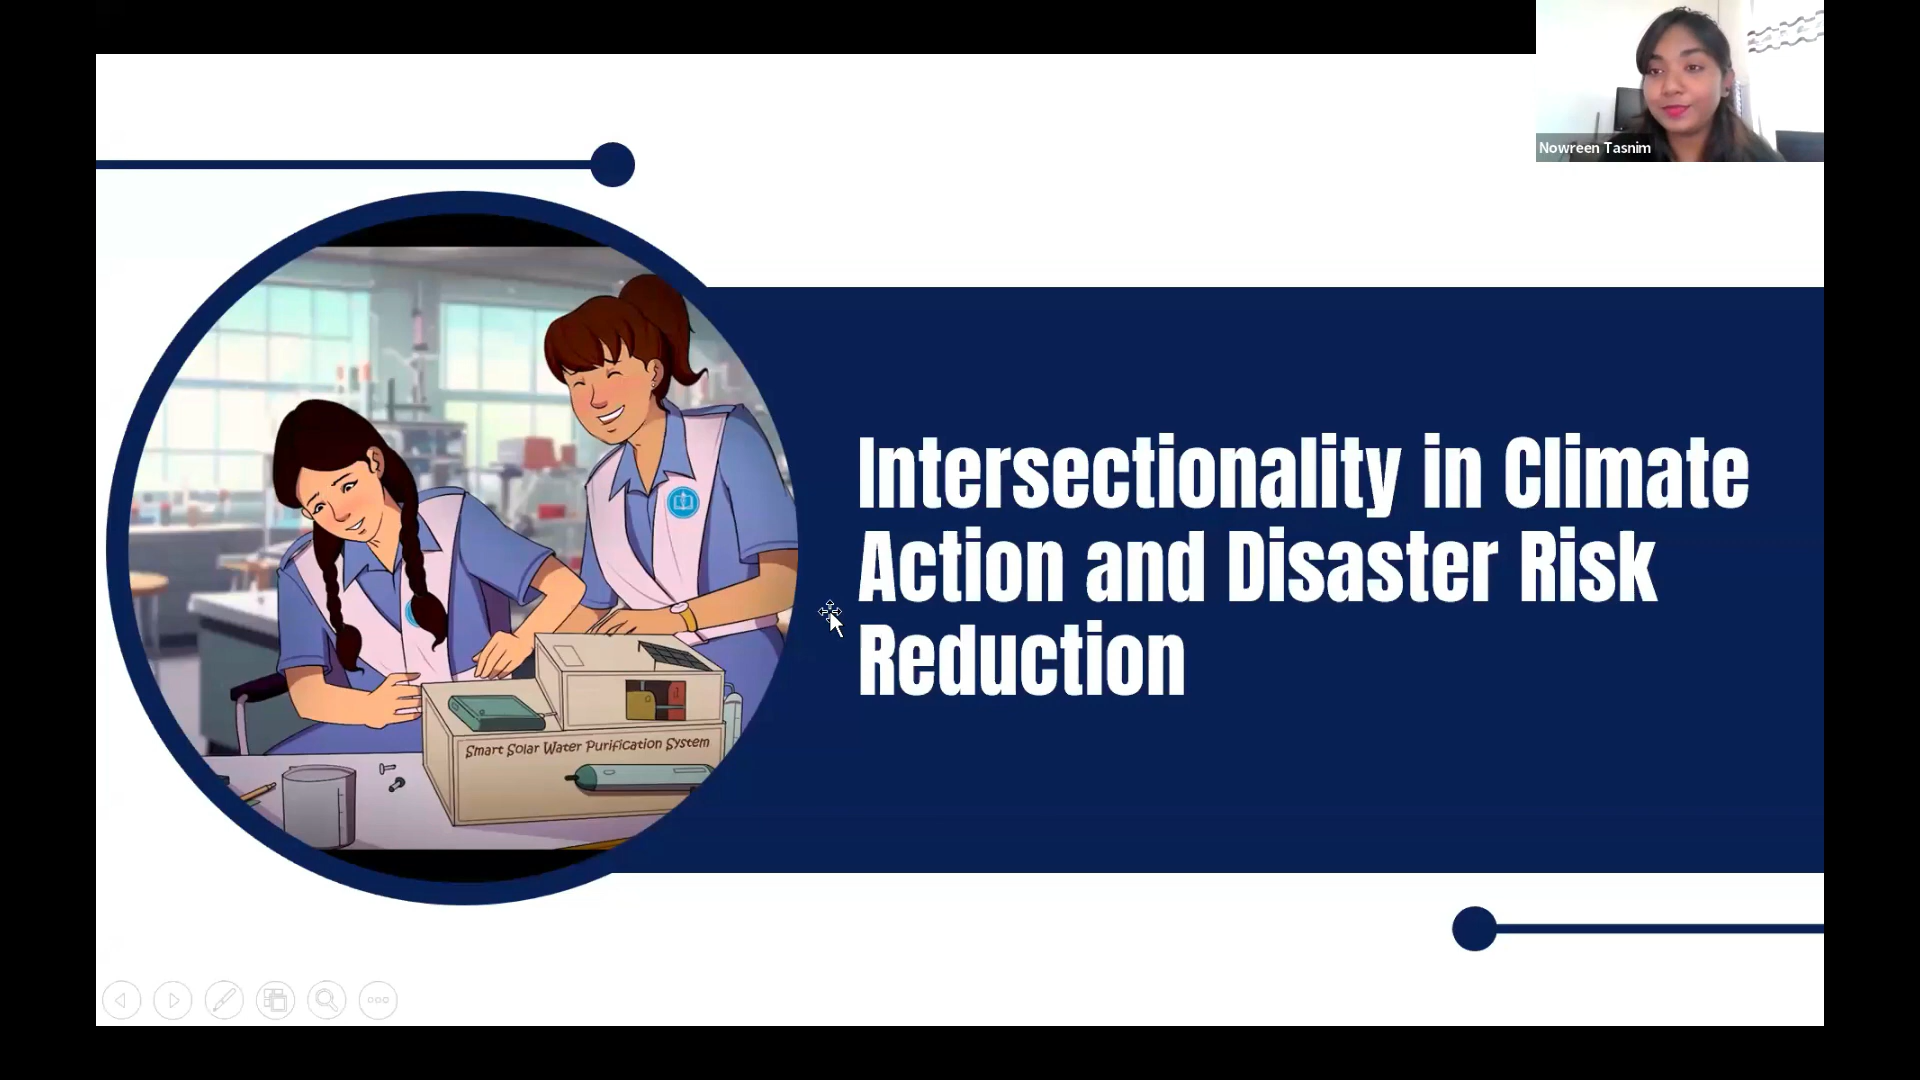 Nowreen Tasnim
Intersectionality in Climate
Action and Disaster Risk
Reduction
Smart Solar Water Purification System